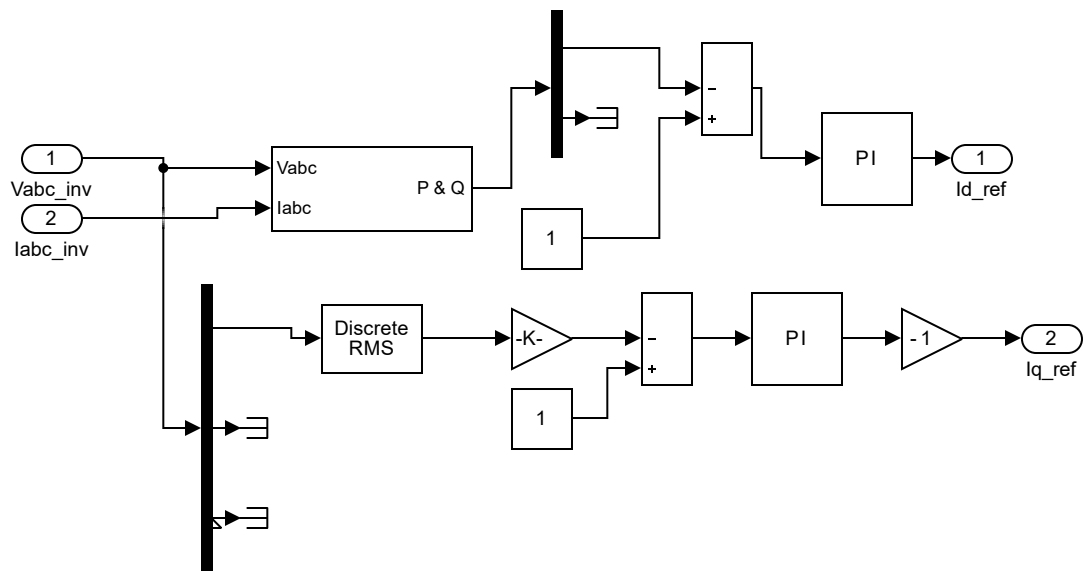 1
Vabc_inv
2
Iabc_inv
Vabc
Iabc
P & Q
-
+
1
PI
1
Id_ref
Discrete
RMS
-K-
-
+
1
PI
- 1
2
Iq_ref